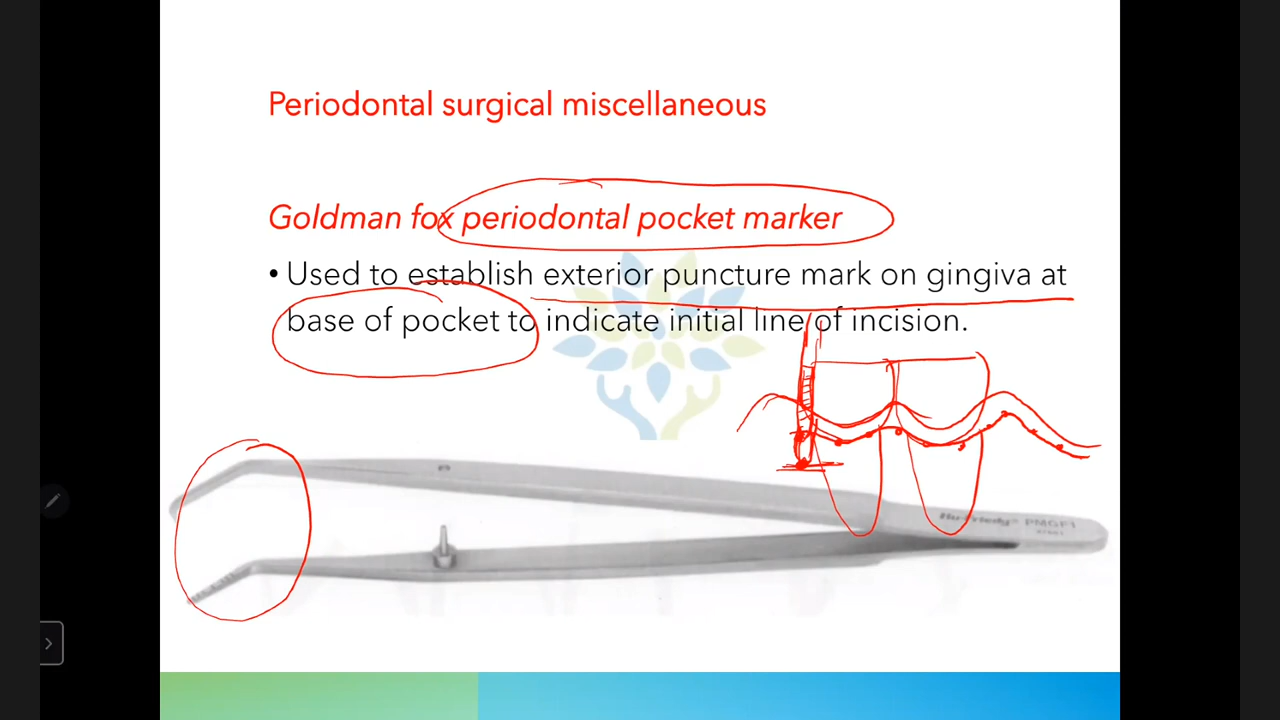 Periodontal surgical miscellaneous
Goldman fox periodontal pocket marker
• Used to establish exterior puncture mark on gingiva at
base of pocket to indicate initial line of incision.
Hu-Friedy® PMGF1